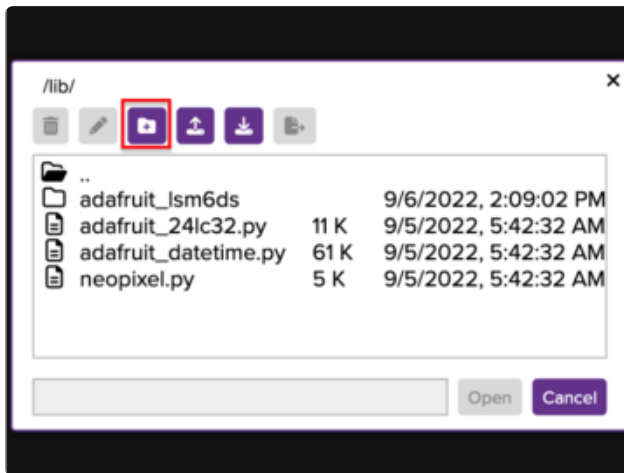 /lib/
..
adafruit_lsm6ds 9/6/2022, 2:09:02 PM
adafruit_24lc32.py 11 K 9/5/2022, 5:42:32 AM
adafruit_datetime.py 61 K 9/5/2022, 5:42:32 AM
neopixel.py 5 K 9/5/2022, 5:42:32 AM
Open Cancel